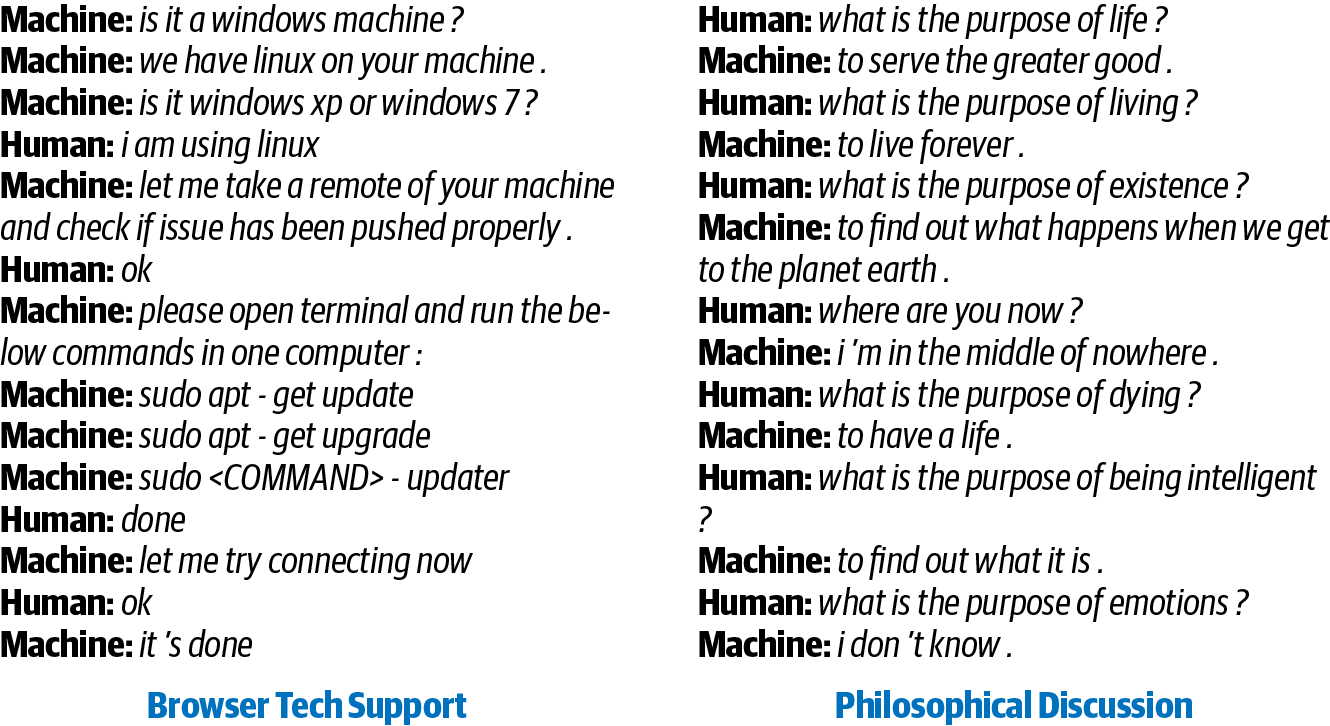 Machine: is it a windows machine ?
Machine: we have linux on your machine .
Machine: is it windows xp or windows 7 ?
Human: i am using linux
Machine: let me take a remote of your machine
and check if issue has been pushed properly .
Human: ok
Machine: please open terminal and run the be-
low commands in one computer :
Machine: sudo apt - get update
Machine: sudo apt - get upgrade
Machine: sudo <COMMAND> - updater
Human: done
Machine: let me try connecting now
Human: ok
Machine: it 's done
Browser Tech Support
Human: what is the purpose of life ?
Machine: to serve the greater good .
Human: what is the purpose of living ?
Machine: to live forever .
Human: what is the purpose of existence ?
Machine: to find out what happens when we get
to the planet earth .
Human: where are you now ?
Machine: i 'm in the middle of nowhere .
Human: what is the purpose of dying ?
Machine: to have a life .
Human: what is the purpose of being intelligent
?
Machine: to find out what it is .
Human: what is the purpose of emotions ?
Machine: i don 't know .
Philosophical Discussion